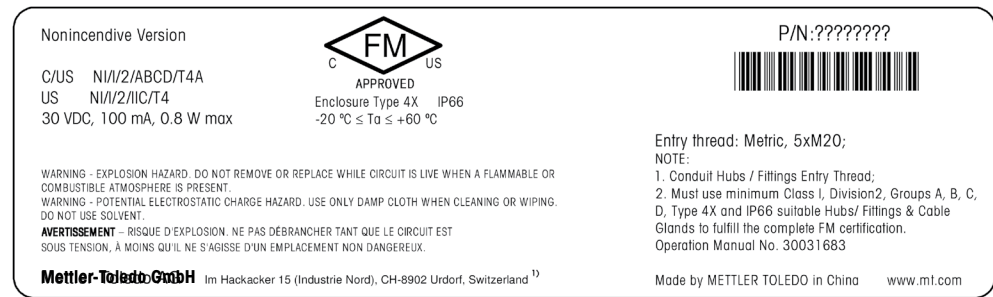 Nonincendive Version
C/US NI/I/2/ABCD/T4A
US NI/I/2/IIC/T4
30 VDC, 100 mA, 0.8 W max
FM
C US
APPROVED
Enclosure Type 4X IP66
-20 ºC ≤ Ta ≤ +60 ºC
P/N:????????
Entry thread: Metric, 5xM20;
NOTE:
1. Conduit Hubs / Fittings Entry Thread;
2. Must use minimum Class I, Division2, Groups A, B, C,
D, Type 4X and IP66 suitable Hubs/ Fittings & Cable
Glands to fulfill the complete FM certification.
Operation Manual No. 30031683
WARNING - EXPLOSION HAZARD. DO NOT REMOVE OR REPLACE WHILE CIRCUIT IS LIVE WHEN A FLAMMABLE OR
COMBUSTIBLE ATMOSPHERE IS PRESENT.
WARNING - POTENTIAL ELECTROSTATIC CHARGE HAZARD. USE ONLY DAMP CLOTH WHEN CLEANING OR WIPING.
DO NOT USE SOLVENT.
AVERTISSEMENT – RISQUE D'EXPLOSION. NE PAS DÉBRANCHER TANT QUE LE CIRCUIT EST
SOUS TENSION, À MOINS QU'IL NE S'AGISSE D'UN EMPLACEMENT NON DANGEREUX.
Mettler-Toledo GmbH Im Hackacker 15 (Industrie Nord), CH-8902 Urdorf, Switzerland 1)
Made by METTLER TOLEDO in China www.mt.com